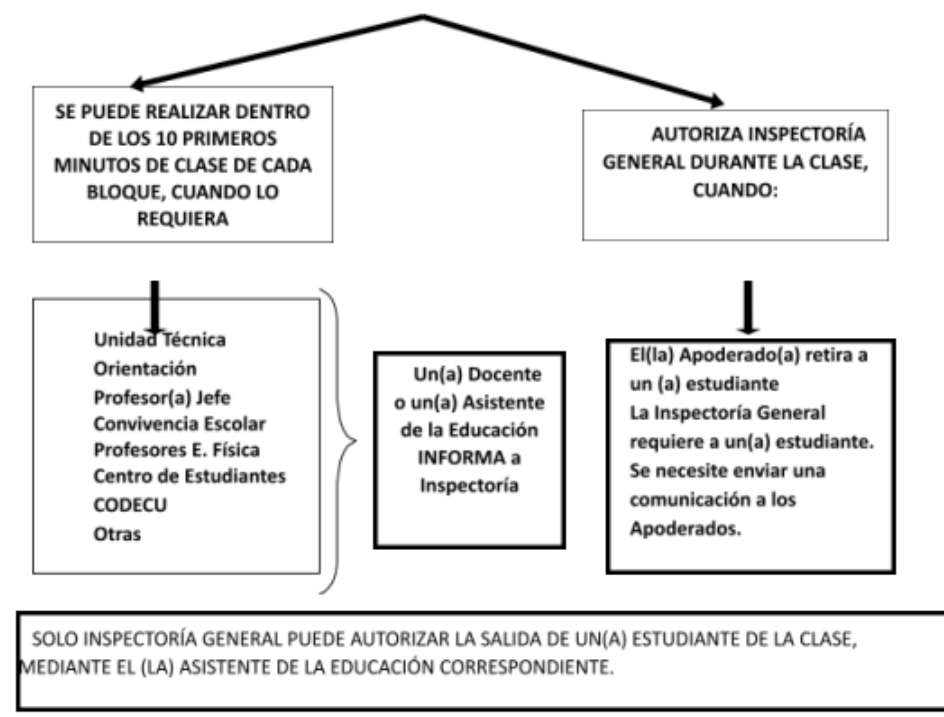 SE PUEDE REALIZAR DENTRO
DE LOS 10 PRIMEROS
MINUTOS DE CLASE DE CADA
BLOQUE, CUANDO LO
REQUIERA
AUTORIZA INSPECTORÍA
GENERAL DURANTE LA CLASE,
CUANDO:
Unidad Técnica
Orientación
Profesor(a) Jefe
Convivencia Escolar
Profesores E. Física
Centro de Estudiantes
CODECU
Otras
Un(a) Docente
o un(a) Asistente
de la Educación
INFORMA a
Inspectoría
El(la) Apoderado(a) retira a
un (a) estudiante
La Inspectoría General
requiere a un(a) estudiante.
Se necesite enviar una
comunicación a los
Apoderados.
SOLO INSPECTORÍA GENERAL PUEDE AUTORIZAR LA SALIDA DE UN(A) ESTUDIANTE DE LA CLASE,
MEDIANTE EL (LA) ASISTENTE DE LA EDUCACIÓN CORRESPONDIENTE.